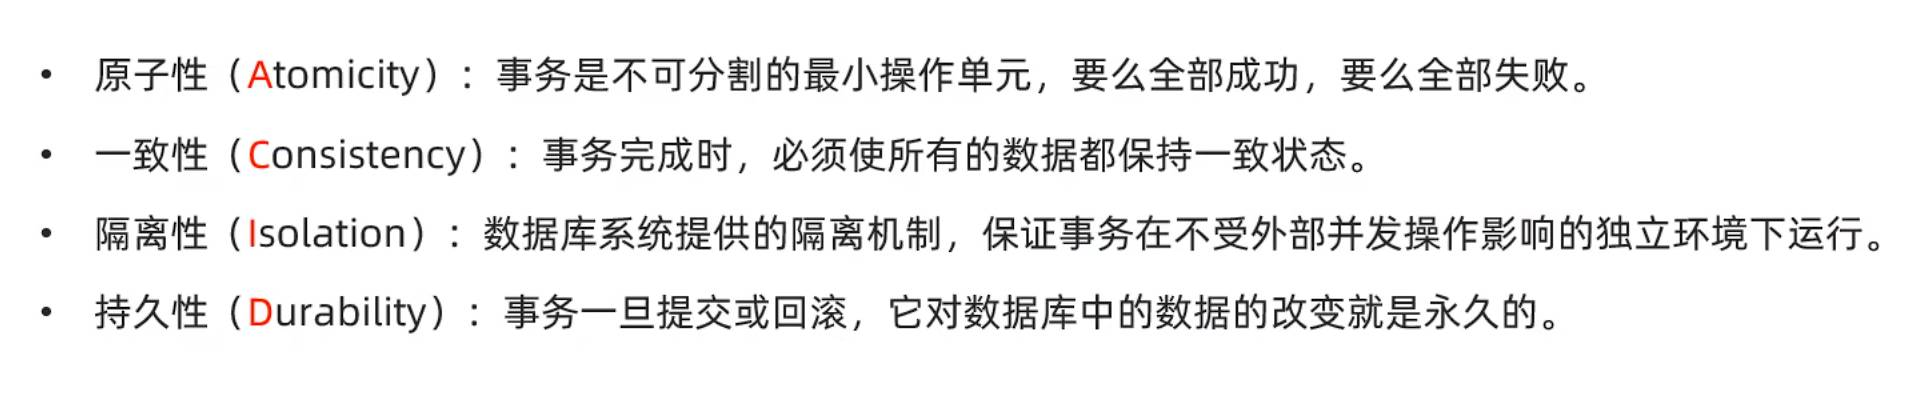 • 原子性（Atomicity）：事务是不可分割的最小操作单元，要么全部成功，要么全部失败。
• 一致性（Consistency）：事务完成时，必须使所有的数据都保持一致状态。
• 隔离性（Isolation）：数据库系统提供的隔离机制，保证事务在不受外部并发操作影响的独立环境下运行。
• 持久性（Durability）：事务一旦提交或回滚，它对数据库中的数据的改变就是永久的。